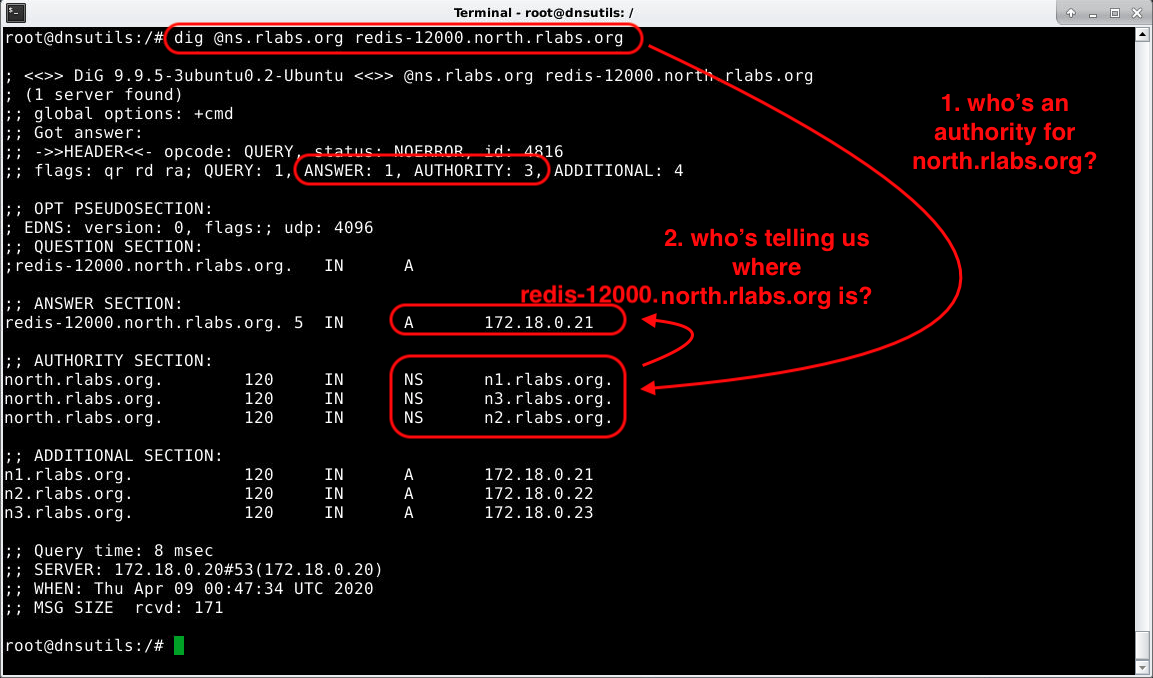 Terminal - root@dnsutils: /
root@dnsutils:/# dig @ns.rlabs.org redis-12000.north.rlabs.org
; <<>> DiG 9.9.5-3ubuntu0.2-Ubuntu <<>> @ns.rlabs.org redis-12000.north.rlabs.org
; (1 server found)
;; global options: +cmd
;; Got answer:
;; ->>HEADER<<- opcode: QUERY, status: NOERROR, id: 4816
;; flags: qr rd ra; QUERY: 1, ANSWER: 1, AUTHORITY: 3, ADDITIONAL: 4
1. who's an
authority for
north.rlabs.org?
;; OPT PSEUDOSECTION:
; EDNS: version: 0, flags:; udp: 4096
;; QUESTION SECTION:
;redis-12000.north.rlabs.org. IN A
2. who's telling us
where
redis-12000.north.rlabs.org is?
;; ANSWER SECTION:
redis-12000.north.rlabs.org. 5 IN A 172.18.0.21
;; AUTHORITY SECTION:
north.rlabs.org. 120 IN NS n1.rlabs.org.
north.rlabs.org. 120 IN NS n3.rlabs.org.
north.rlabs.org. 120 IN NS n2.rlabs.org.
;; ADDITIONAL SECTION:
n1.rlabs.org. 120 IN A 172.18.0.21
n2.rlabs.org. 120 IN A 172.18.0.22
n3.rlabs.org. 120 IN A 172.18.0.23
;; Query time: 8 msec
;; SERVER: 172.18.0.20#53(172.18.0.20)
;; WHEN: Thu Apr 09 00:47:34 UTC 2020
;; MSG SIZE rcvd: 171
root@dnsutils:/#